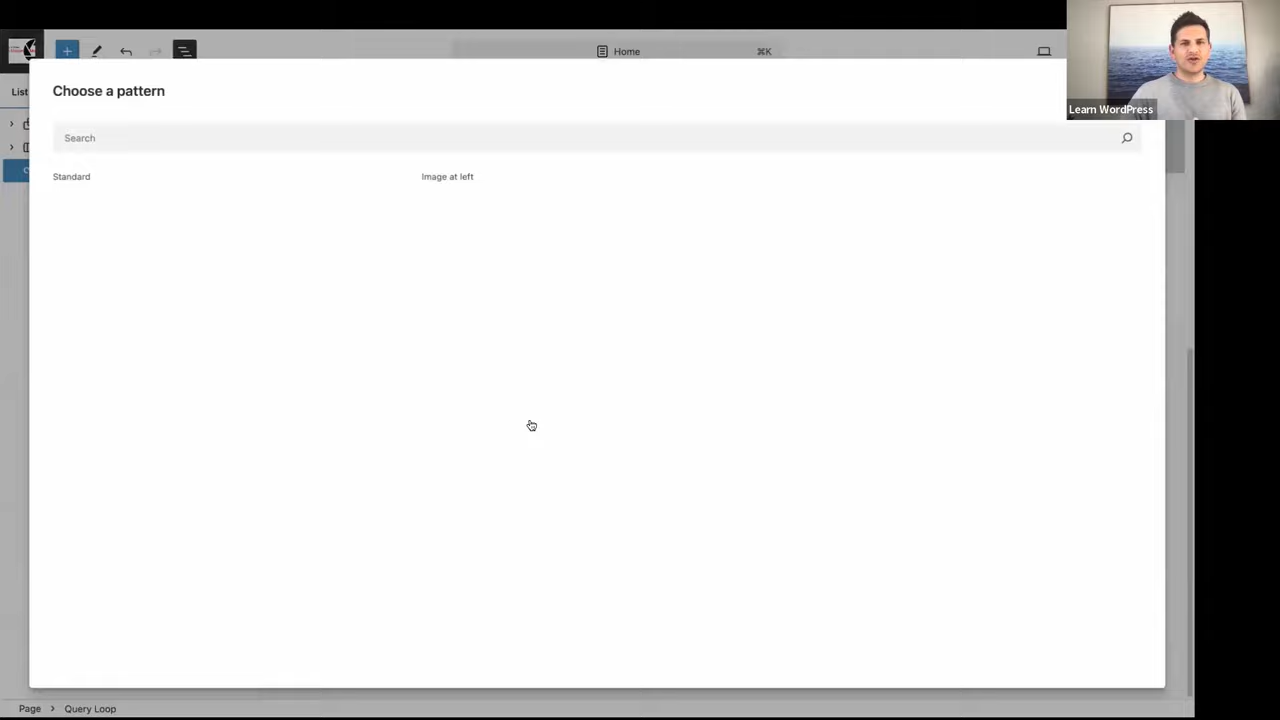 Home ⌘K
Learn WordPress
List
Choose a pattern
Search
Standard Image at left
Page > Query Loop